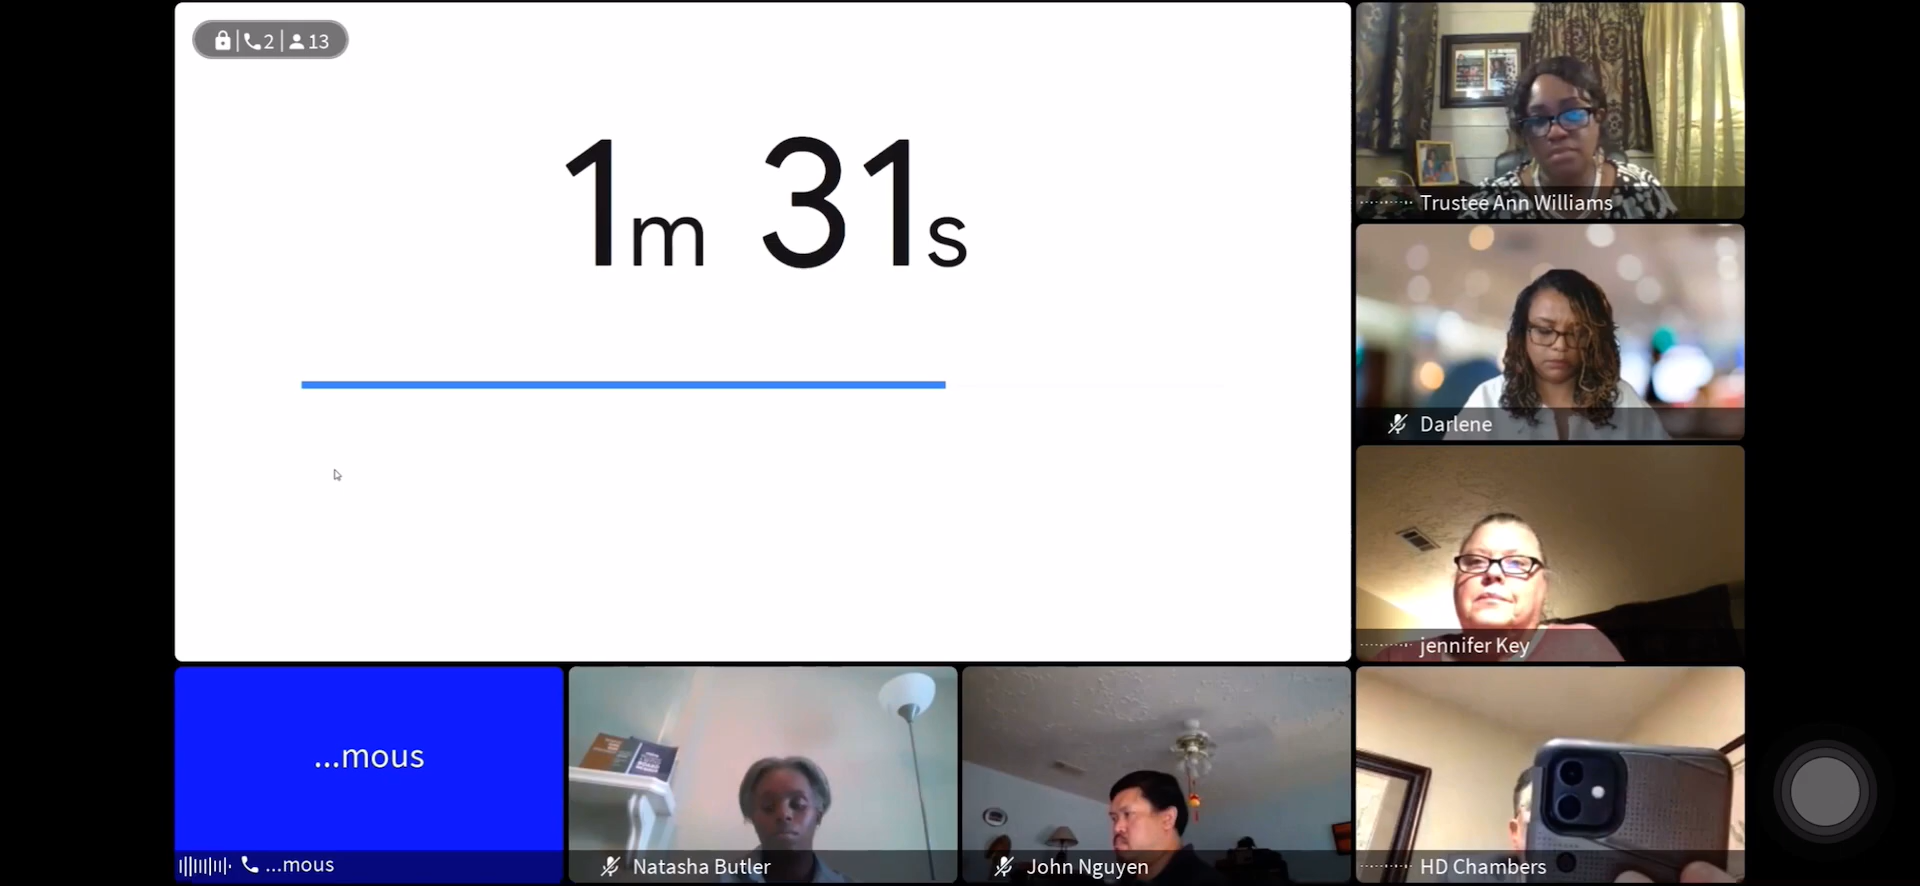 2 13
1m 31s
Trustee Ann Williams
Darlene
jennifer Key
...mous
...mous
Natasha Butler
John Nguyen
HD Chambers